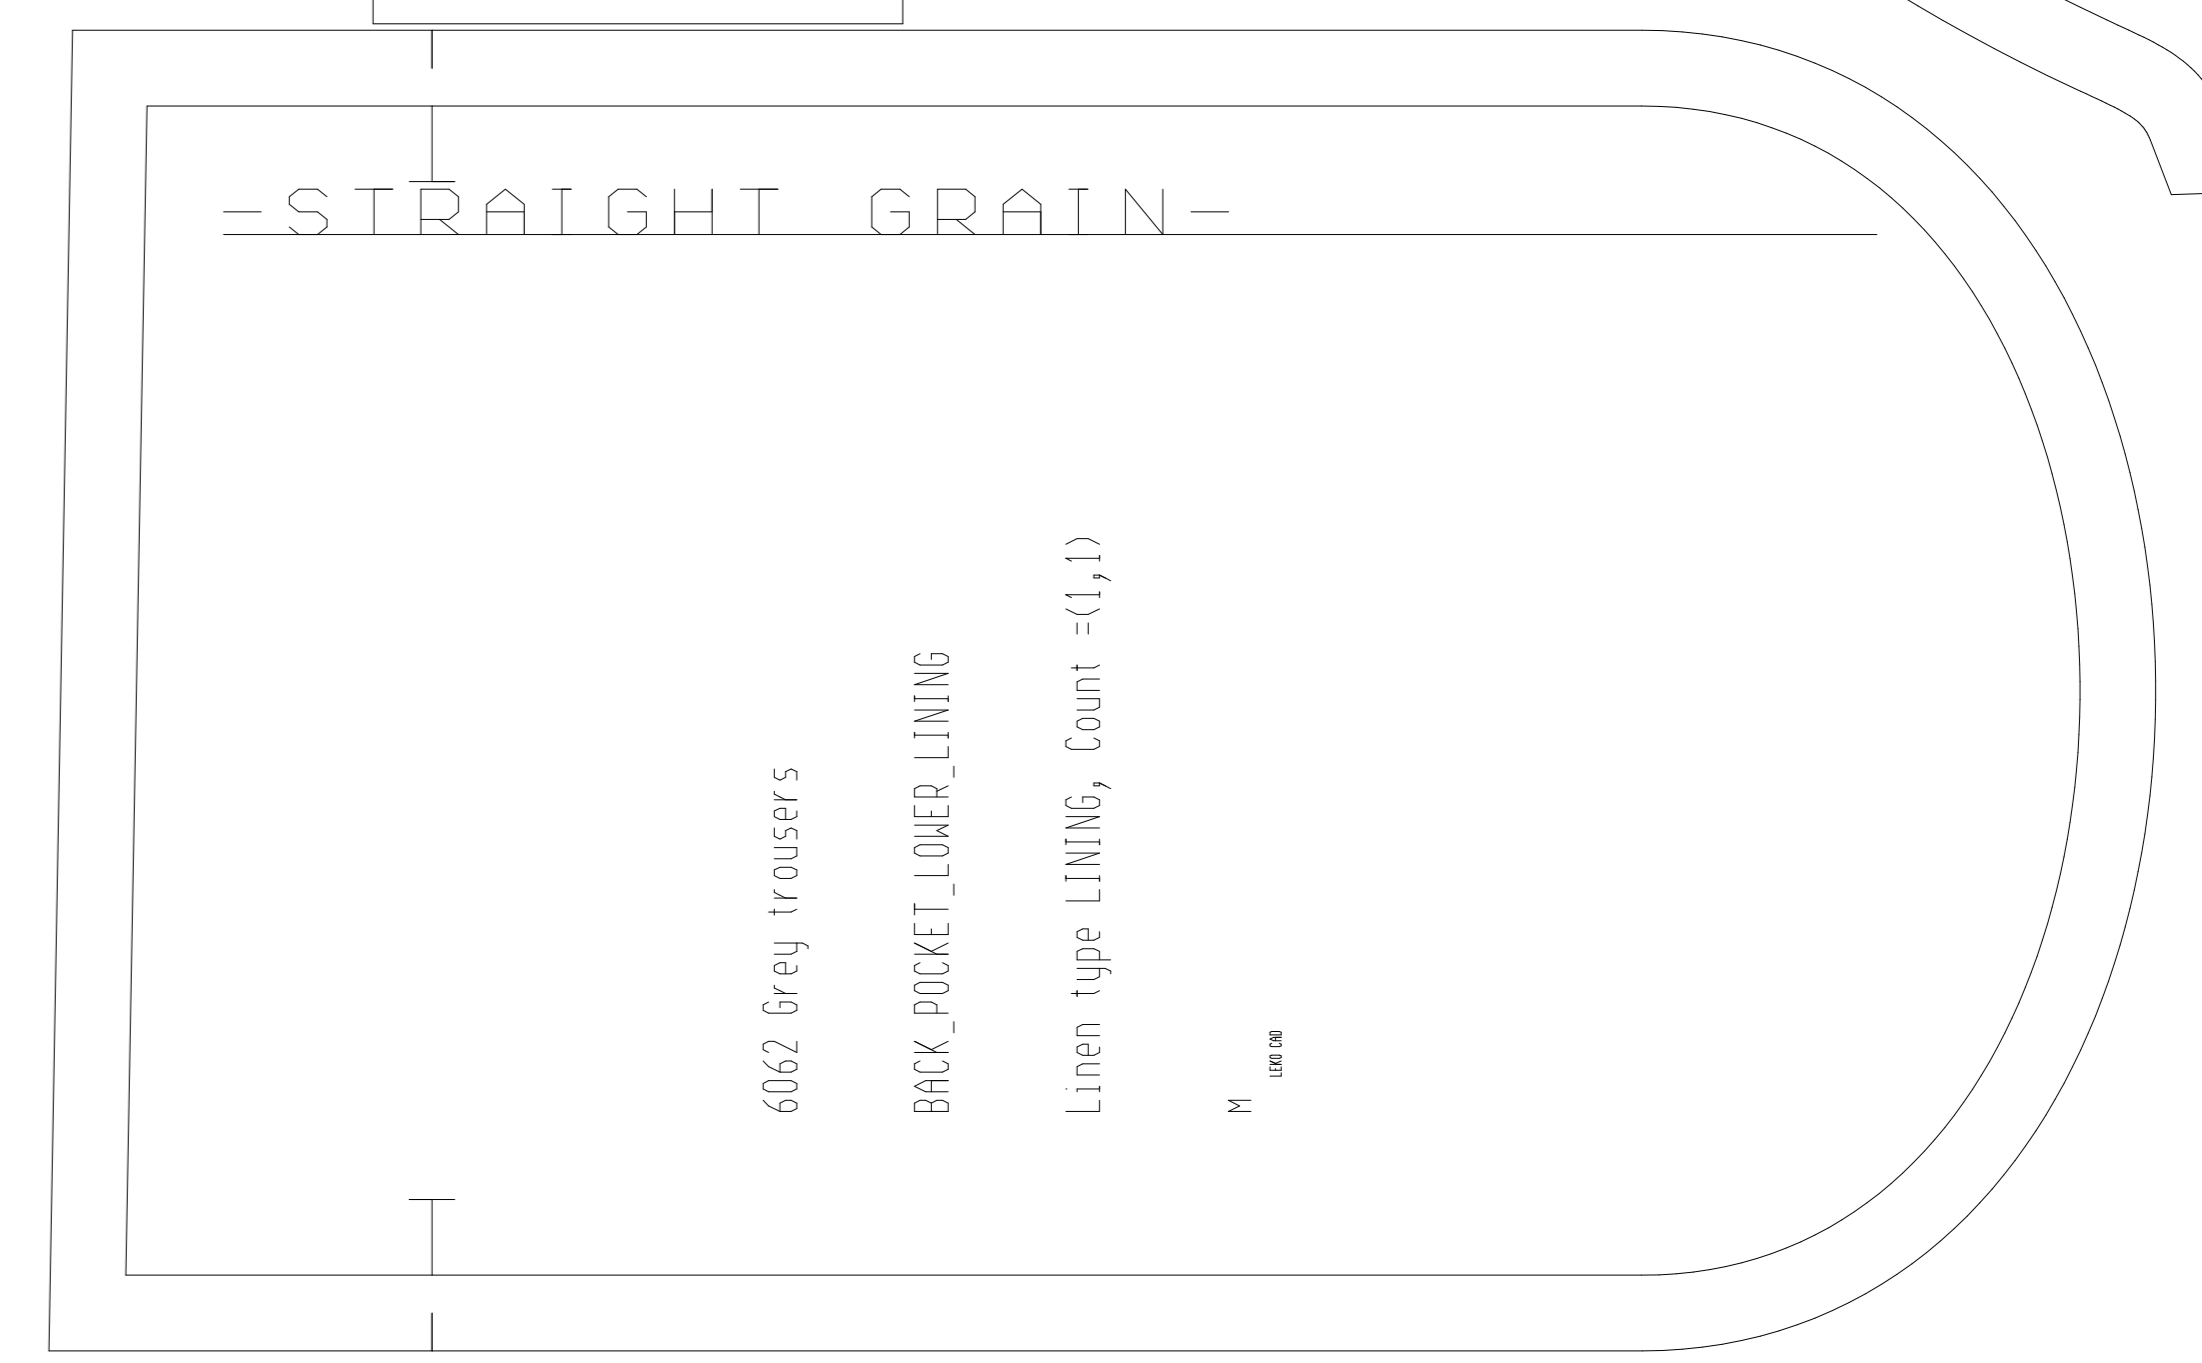 -STRAIGHT GRAIN-
6062 Grey trousers
BACK_POCKET_LOWER_LINING
Linen type LINING, Count =(1,1)
M
LEKO CAD